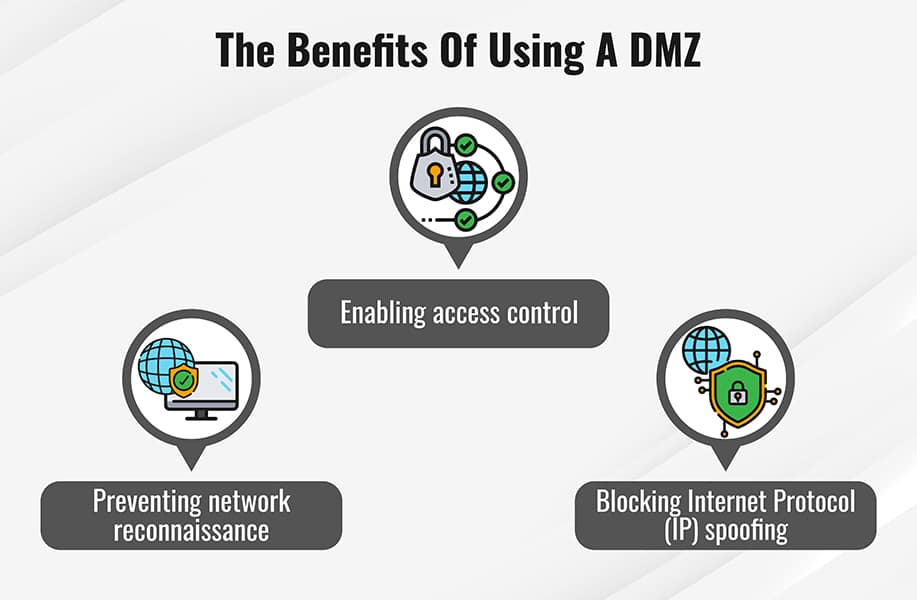 The Benefits Of Using A DMZ
Enabling access control
Preventing network
reconnaissance
Blocking Internet Protocol
(IP) spoofing